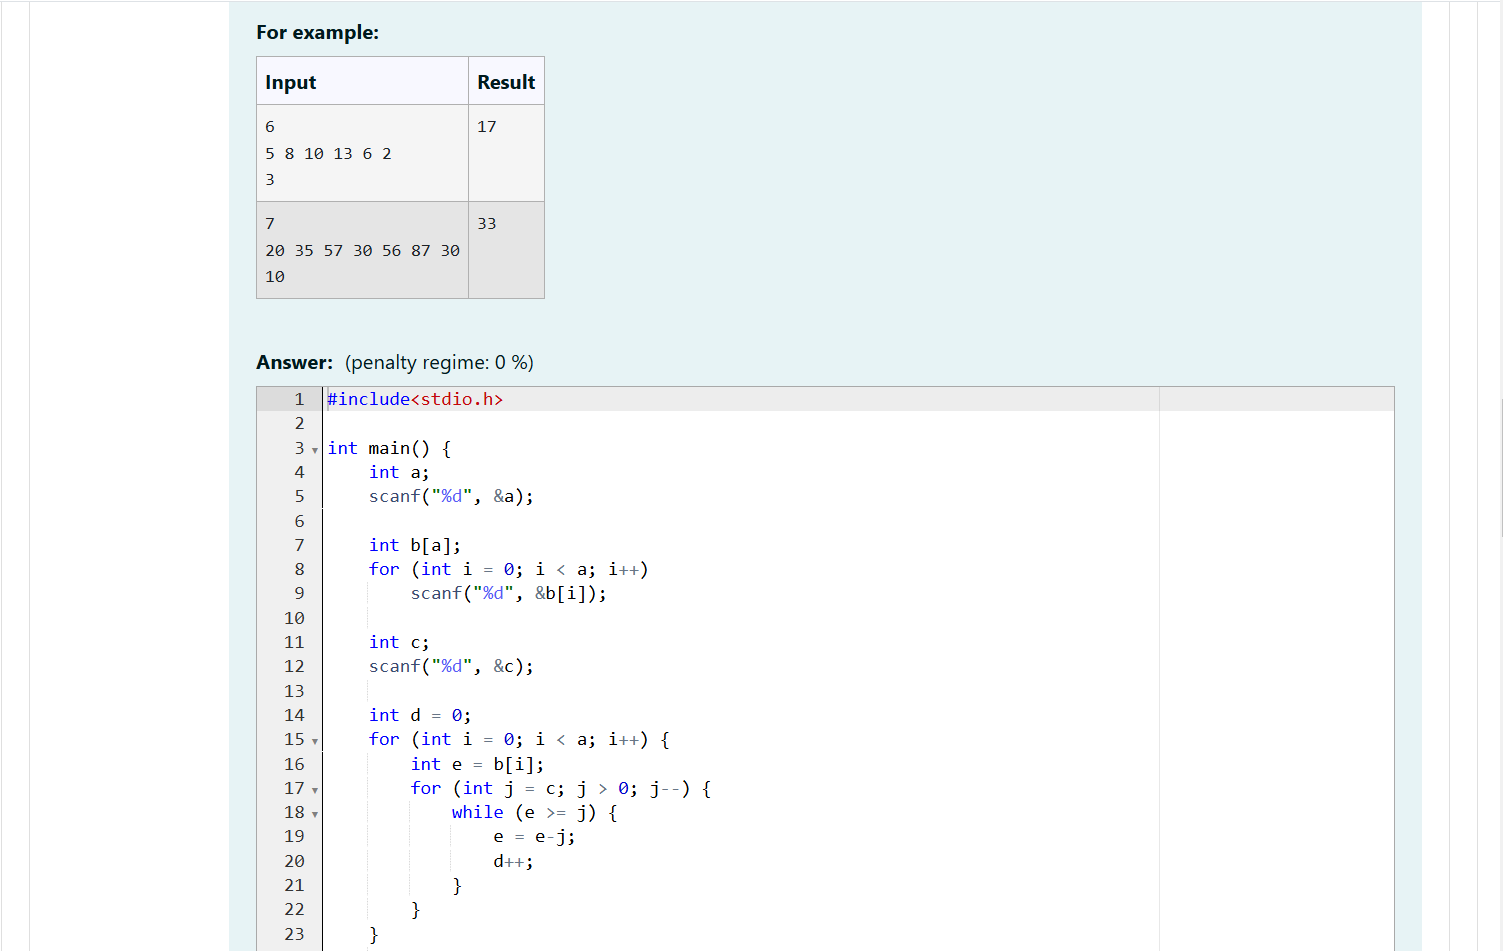 For example:
Input Result
6 17
5 8 10 13 6 2
3
7 33
20 35 57 30 56 87 30
10
Answer: (penalty regime: 0 %)
1 #include<stdio.h>
2
3 int main() {
4     int a;
5     scanf("%d", &a);
6
7     int b[a];
8     for (int i = 0; i < a; i++)
9         scanf("%d", &b[i]);
10
11     int c;
12     scanf("%d", &c);
13
14     int d = 0;
15     for (int i = 0; i < a; i++) {
16         int e = b[i];
17         for (int j = c; j > 0; j--) {
18             while (e >= j) {
19                 e = e-j;
20                 d++;
21             }
22         }
23     }